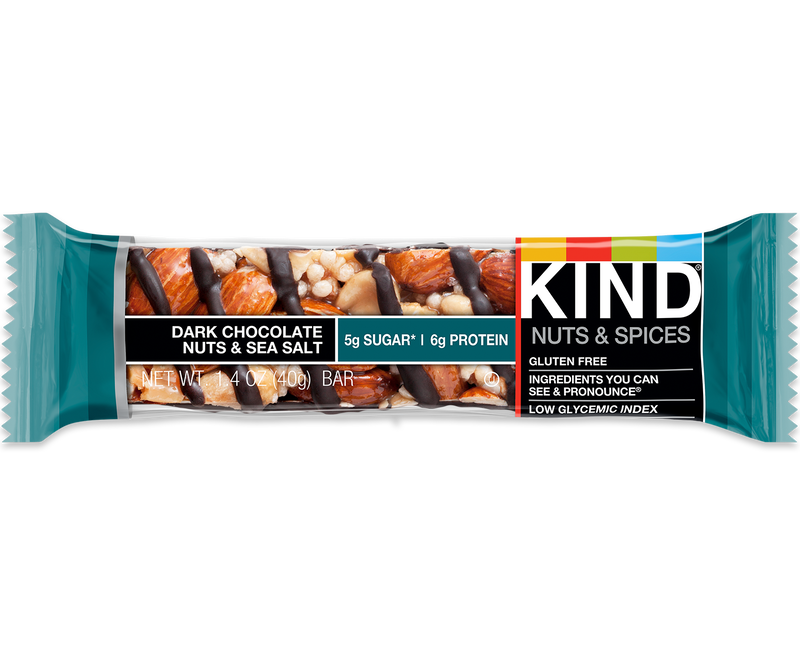 DARK CHOCOLATE
NUTS & SEA SALT
5g SUGAR* | 6g PROTEIN
NET WT. 1.4 OZ (40g) BAR
U
KIND®
NUTS & SPICES
GLUTEN FREE
INGREDIENTS YOU CAN
SEE & PRONOUNCE®
LOW GLYCEMIC INDEX